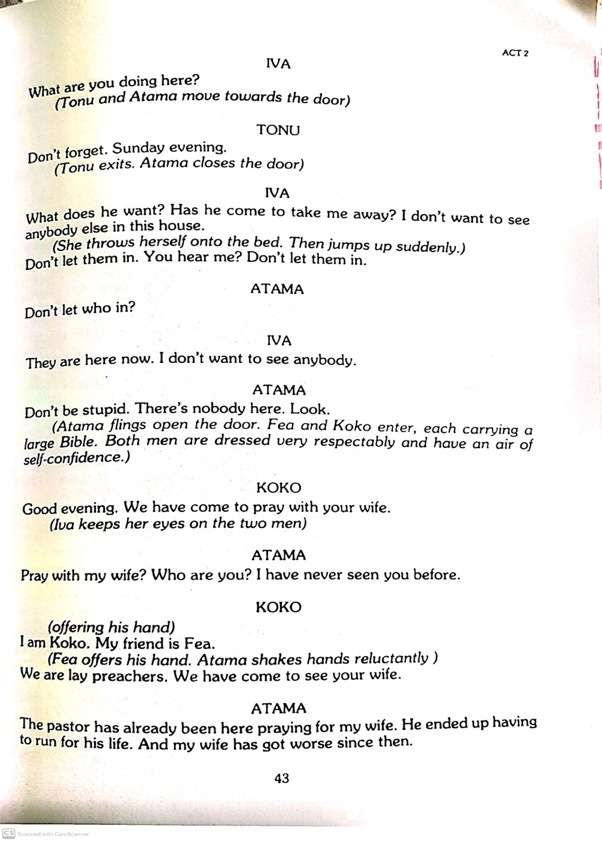 ACT 2
IVA
What are you doing here?
(Tonu and Atama move towards the door)
TONU
Don't forget. Sunday evening.
(Tonu exits. Atama closes the door)
IVA
What does he want? Has he come to take me away? I don't want to see
anybody else in this house.
(She throws herself onto the bed. Then jumps up suddenly.)
Don't let them in. You hear me? Don't let them in.
ATAMA
Don't let who in?
IVA
They are here now. I don't want to see anybody.
ATAMA
Don't be stupid. There's nobody here. Look.
(Atama flings open the door. Fea and Koko enter, each carrying a
large Bible. Both men are dressed very respectably and have an air of
self-confidence.)
KOKO
Good evening. We have come to pray with your wife.
(Iva keeps her eyes on the two men)
ATAMA
Pray with my wife? Who are you? I have never seen you before.
KOKO
(offering his hand)
I am Koko. My friend is Fea.
(Fea offers his hand. Atama shakes hands reluctantly )
We are lay preachers. We have come to see your wife.
ATAMA
The pastor has already been here praying for my wife. He ended up having
to run for his life. And my wife has got worse since then.
43
CS Scanned with CamScanner